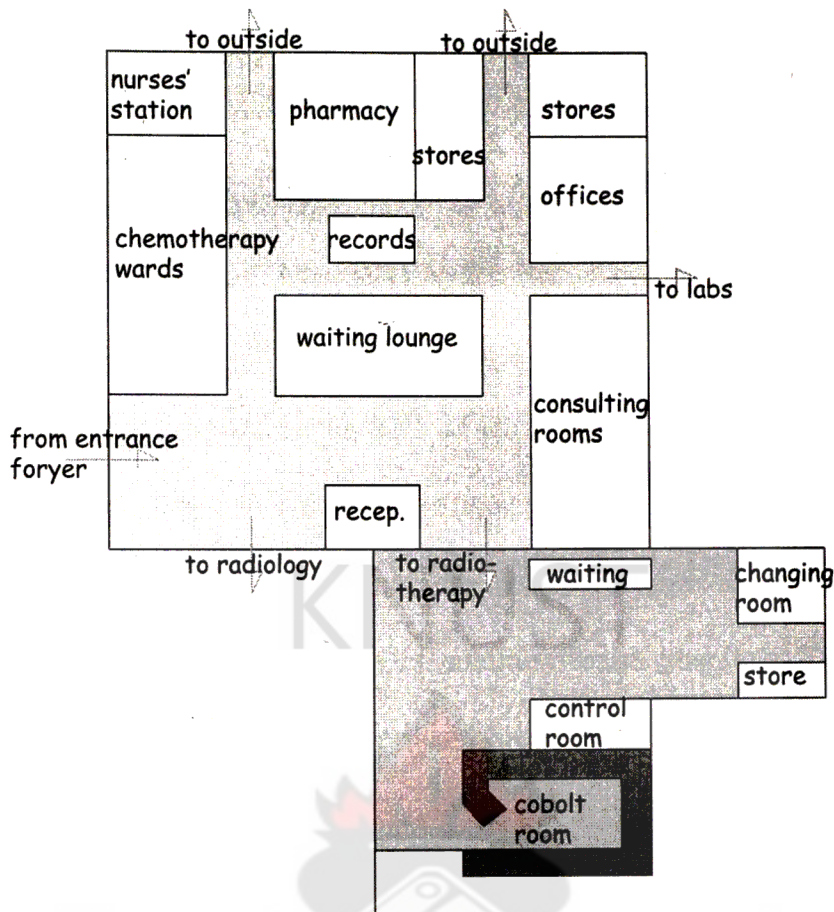 to outside
to outside
nurses'
station
pharmacy
stores
stores
offices
chemotherapy
wards
records
to labs
waiting lounge
consulting
rooms
from entrance
foryer
recep.
to radiology
to radio-
therapy
waiting
changing
room
KNUST
store
control
room
cobolt
room